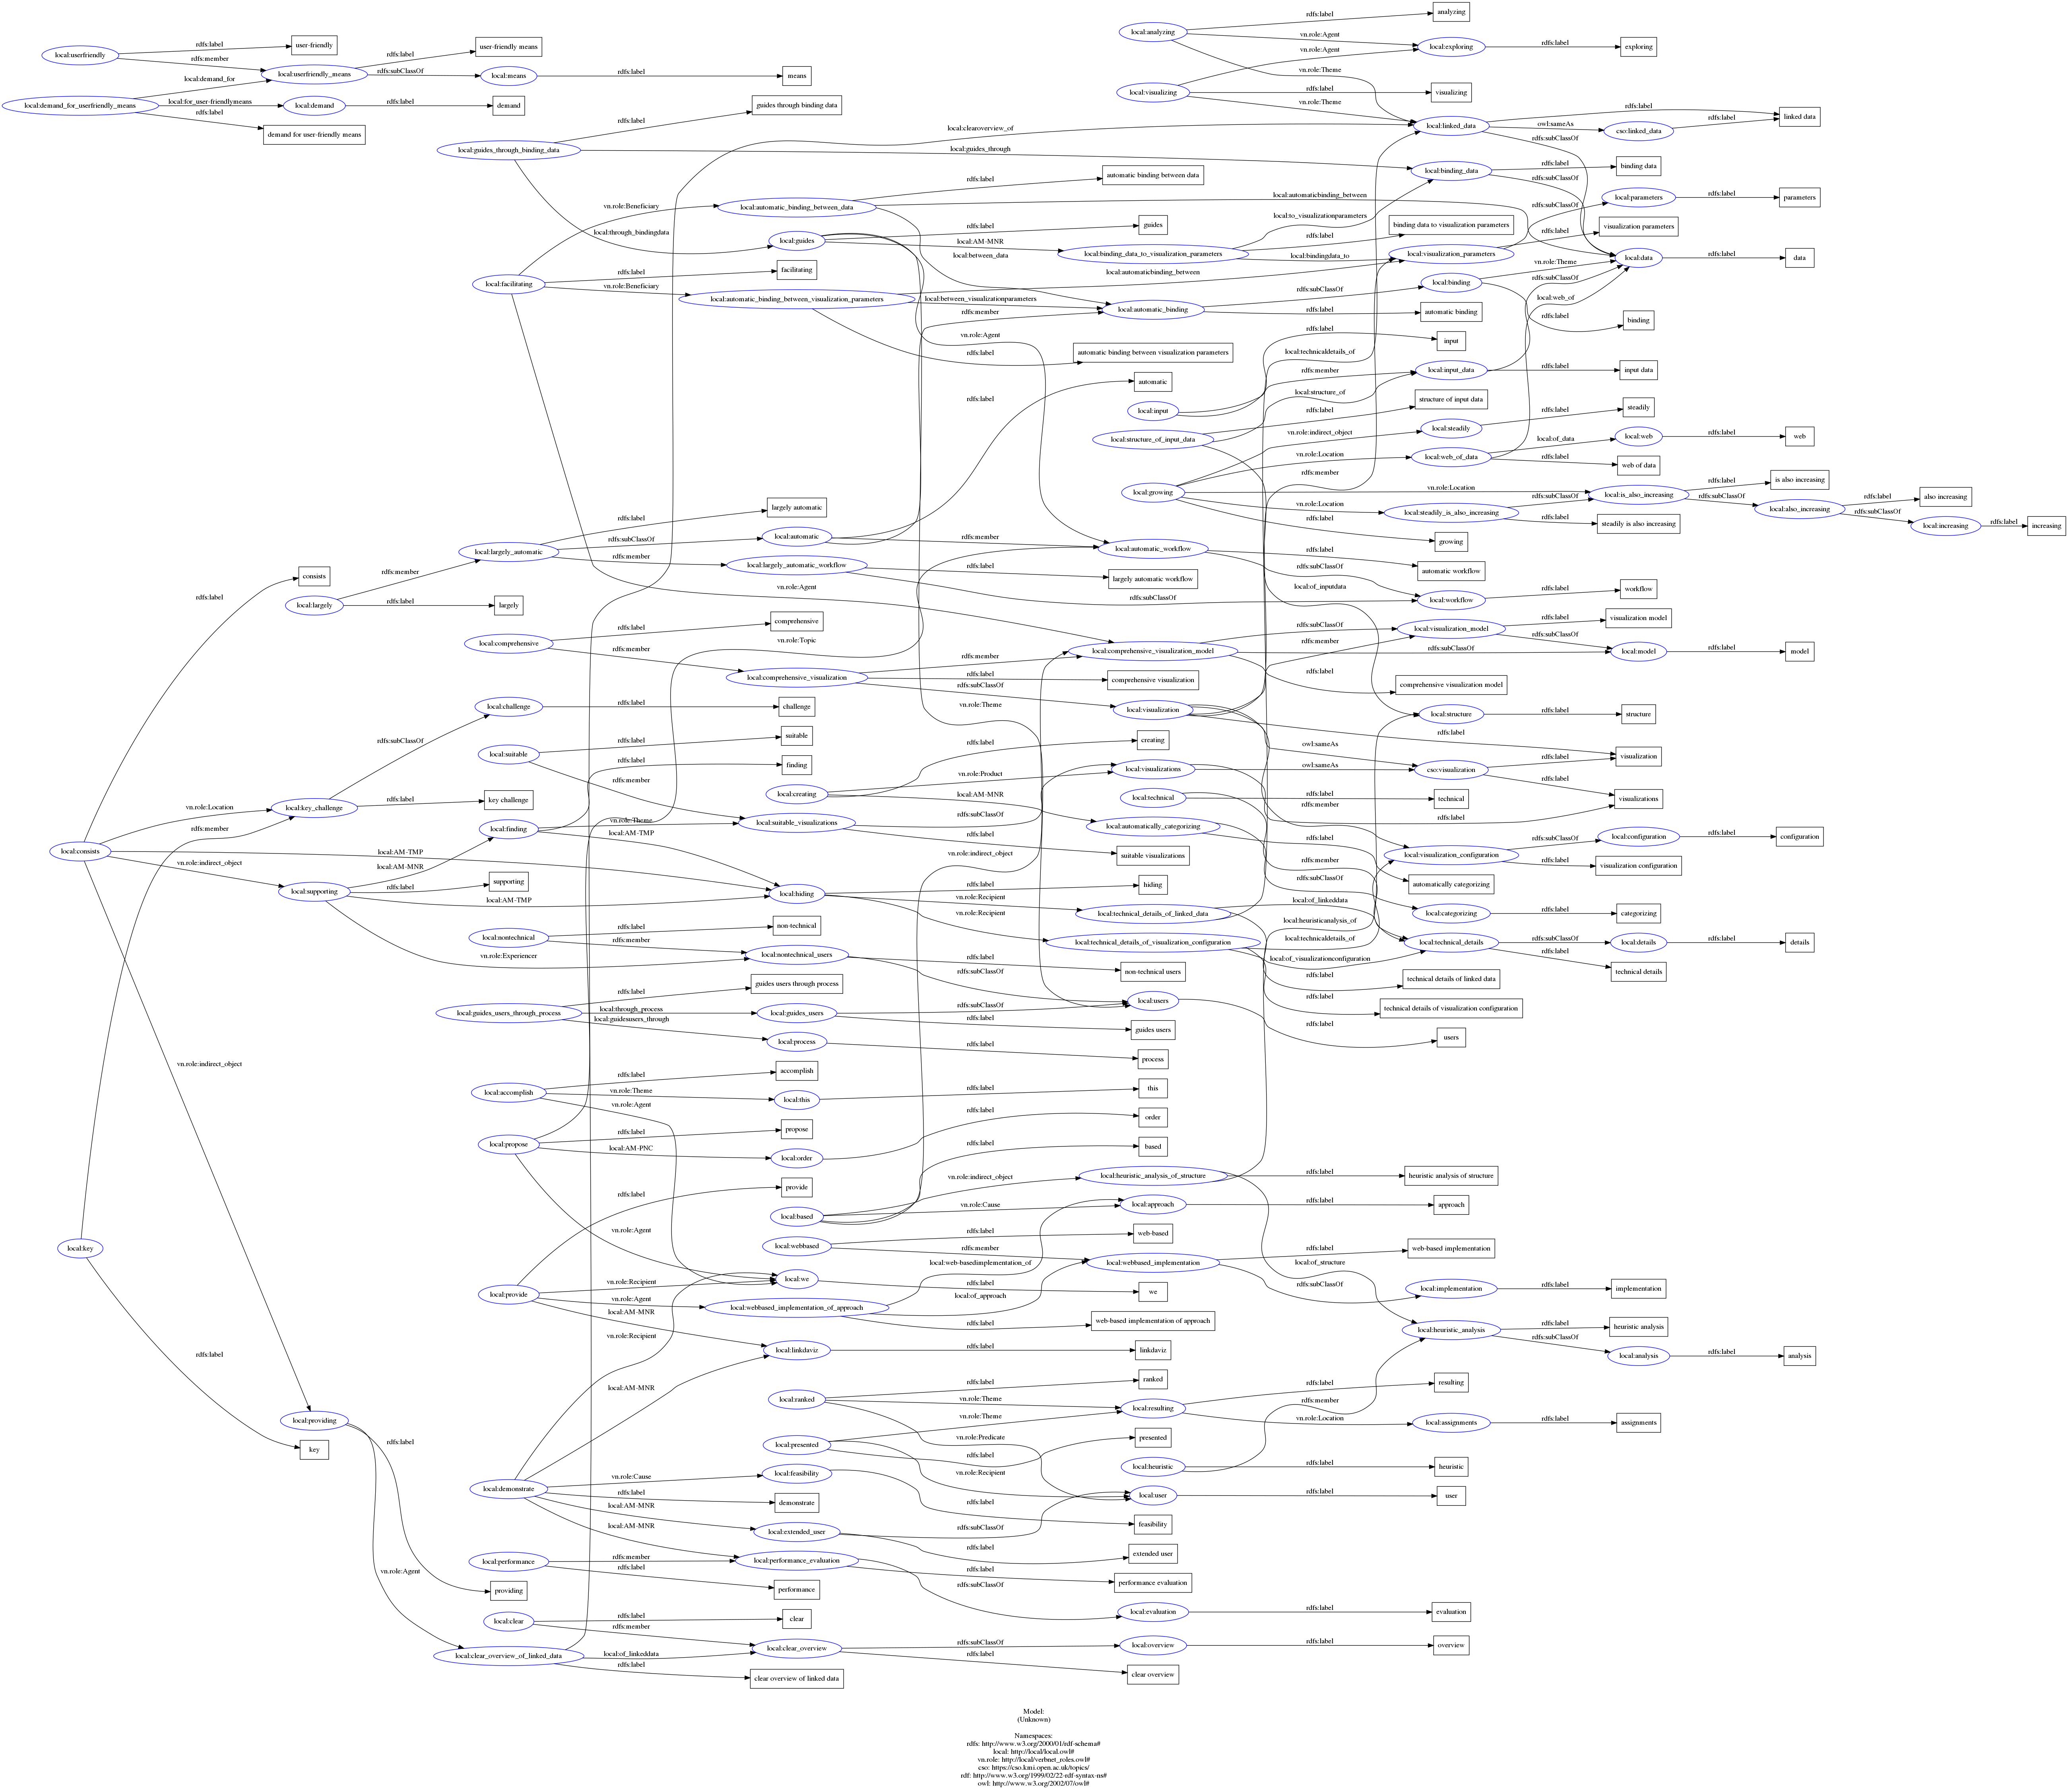 local:analyzing
rdfs:label
analyzing
vn.role:Agent
local:exploring
rdfs:label
exploring
vn.role:Agent
vn.role:Theme
local:visualizing
rdfs:label
visualizing
vn.role:Theme
local:userfriendly
rdfs:label
user-friendly
rdfs:member
local:userfriendly_means
rdfs:label
user-friendly means
rdfs:subClassOf
local:means
rdfs:label
means
local:demand_for_userfriendly_means
local:demand_for
local:for_user-friendlymeans
local:demand
rdfs:label
demand
rdfs:label
demand for user-friendly means
local:linked_data
rdfs:label
linked data
owl:sameAs
cso:linked_data
rdfs:label
rdfs:subClassOf
local:clearoverview_of
local:guides_through_binding_data
rdfs:label
guides through binding data
local:guides_through
local:through_bindingdata
local:binding_data
rdfs:label
binding data
rdfs:subClassOf
local:automatic_binding_between_data
rdfs:label
automatic binding between data
local:automaticbinding_between
local:between_data
vn.role:Beneficiary
local:guides
rdfs:label
guides
local:AM-MNR
local:binding_data_to_visualization_parameters
local:to_visualizationparameters
rdfs:label
binding data to visualization parameters
local:bindingdata_to
local:visualization_parameters
rdfs:subClassOf
local:parameters
rdfs:label
parameters
rdfs:label
visualization parameters
local:facilitating
rdfs:label
facilitating
vn.role:Beneficiary
local:automatic_binding_between_visualization_parameters
local:automaticbinding_between
local:between_visualizationparameters
rdfs:label
automatic binding between visualization parameters
local:automatic_binding
rdfs:subClassOf
local:binding
vn.role:Theme
local:data
rdfs:label
data
rdfs:subClassOf
local:web_of
rdfs:label
binding
rdfs:label
automatic binding
rdfs:member
vn.role:Agent
rdfs:label
input
local:technicaldetails_of
local:input
rdfs:member
local:input_data
rdfs:label
input data
local:structure_of
local:structure_of_input_data
rdfs:label
structure of input data
rdfs:label
automatic
vn.role:indirect_object
local:steadily
rdfs:label
steadily
vn.role:Location
local:web_of_data
local:of_data
local:web
rdfs:label
web
rdfs:label
web of data
rdfs:member
local:growing
vn.role:Location
local:is_also_increasing
rdfs:label
is also increasing
rdfs:subClassOf
local:also_increasing
rdfs:label
also increasing
rdfs:subClassOf
local:increasing
rdfs:label
increasing
vn.role:Location
local:steadily_is_also_increasing
rdfs:subClassOf
rdfs:label
steadily is also increasing
rdfs:label
growing
local:largely_automatic
rdfs:label
largely automatic
rdfs:subClassOf
local:automatic
rdfs:member
local:automatic_workflow
rdfs:label
automatic workflow
rdfs:subClassOf
rdfs:member
local:largely_automatic_workflow
rdfs:label
largely automatic workflow
rdfs:subClassOf
local:workflow
rdfs:label
workflow
local:of_inputdata
rdfs:label
consists
rdfs:member
local:largely
rdfs:label
largely
vn.role:Agent
local:comprehensive
rdfs:label
comprehensive
rdfs:member
vn.role:Topic
local:comprehensive_visualization
rdfs:member
local:comprehensive_visualization_model
rdfs:subClassOf
local:visualization_model
rdfs:label
visualization model
rdfs:subClassOf
rdfs:member
rdfs:subClassOf
local:model
rdfs:label
model
rdfs:label
comprehensive visualization model
rdfs:label
comprehensive visualization
rdfs:subClassOf
local:visualization
vn.role:Theme
local:structure
rdfs:label
structure
rdfs:label
visualization
owl:sameAs
cso:visualization
rdfs:label
rdfs:label
visualizations
local:challenge
rdfs:label
challenge
rdfs:subClassOf
local:suitable
rdfs:label
suitable
rdfs:member
rdfs:label
finding
local:creating
rdfs:label
creating
vn.role:Product
local:visualizations
owl:sameAs
rdfs:label
local:AM-MNR
local:automatically_categorizing
rdfs:label
automatically categorizing
rdfs:subClassOf
local:technical
rdfs:label
technical
rdfs:member
rdfs:member
local:visualization_configuration
rdfs:subClassOf
local:configuration
rdfs:label
configuration
rdfs:label
visualization configuration
local:key_challenge
rdfs:label
key challenge
vn.role:Location
rdfs:member
local:consists
local:AM-TMP
vn.role:indirect_object
local:finding
vn.role:Theme
local:AM-TMP
local:suitable_visualizations
rdfs:subClassOf
rdfs:label
suitable visualizations
local:supporting
local:AM-MNR
rdfs:label
supporting
local:AM-TMP
vn.role:Experiencer
local:hiding
rdfs:label
hiding
vn.role:Recipient
local:technical_details_of_linked_data
vn.role:Recipient
local:technical_details_of_visualization_configuration
vn.role:indirect_object
local:of_linkeddata
local:heuristicanalysis_of
local:technicaldetails_of
local:of_visualizationconfiguration
local:categorizing
rdfs:label
categorizing
local:technical_details
rdfs:subClassOf
local:details
rdfs:label
details
rdfs:label
technical details
rdfs:label
technical details of linked data
rdfs:label
technical details of visualization configuration
local:nontechnical
rdfs:label
non-technical
rdfs:member
local:nontechnical_users
rdfs:label
non-technical users
rdfs:subClassOf
local:users
rdfs:label
users
local:guides_users_through_process
rdfs:label
guides users through process
local:through_process
local:guides_users
rdfs:subClassOf
rdfs:label
guides users
local:guidesusers_through
local:process
rdfs:label
process
vn.role:indirect_object
local:accomplish
rdfs:label
accomplish
vn.role:Theme
local:this
rdfs:label
this
vn.role:Agent
local:propose
rdfs:label
propose
local:AM-PNC
local:order
rdfs:label
order
rdfs:label
based
rdfs:label
provide
local:based
vn.role:indirect_object
local:heuristic_analysis_of_structure
rdfs:label
heuristic analysis of structure
vn.role:Cause
local:approach
rdfs:label
approach
vn.role:Agent
local:webbased
rdfs:label
web-based
rdfs:member
local:webbased_implementation
rdfs:label
web-based implementation
rdfs:subClassOf
local:implementation
rdfs:label
implementation
local:of_structure
local:web-basedimplementation_of
local:key
local:we
rdfs:label
we
local:of_approach
local:provide
vn.role:Recipient
vn.role:Agent
local:webbased_implementation_of_approach
rdfs:label
web-based implementation of approach
local:AM-MNR
vn.role:Recipient
local:linkdaviz
rdfs:label
linkdaviz
local:heuristic_analysis
rdfs:label
heuristic analysis
rdfs:subClassOf
local:analysis
rdfs:label
analysis
rdfs:label
local:AM-MNR
local:ranked
rdfs:label
ranked
vn.role:Theme
local:resulting
rdfs:label
resulting
rdfs:member
vn.role:Location
local:assignments
rdfs:label
assignments
vn.role:Theme
vn.role:Predicate
local:providing
key
rdfs:label
local:presented
rdfs:label
presented
vn.role:Recipient
local:heuristic
rdfs:label
heuristic
local:demonstrate
vn.role:Cause
local:feasibility
rdfs:label
feasibility
rdfs:label
demonstrate
local:AM-MNR
local:extended_user
rdfs:subClassOf
local:user
rdfs:label
user
rdfs:label
extended user
local:AM-MNR
local:performance
rdfs:member
local:performance_evaluation
rdfs:label
performance evaluation
rdfs:subClassOf
local:evaluation
rdfs:label
evaluation
rdfs:label
performance
vn.role:Agent
providing
local:clear
rdfs:label
clear
rdfs:member
local:clear_overview
rdfs:subClassOf
local:overview
rdfs:label
overview
rdfs:label
clear overview
local:clear_overview_of_linked_data
local:of_linkeddata
rdfs:label
clear overview of linked data
Model:
(Unknown)
Namespaces:
rdfs: http://www.w3.org/2000/01/rdf-schema#
local: http://local/local.owl#
vn.role: http://local/verbnet_roles.owl#
cso: https://cso.kmi.open.ac.uk/topics/
rdf: http://www.w3.org/1999/02/22-rdf-syntax-ns#
owl: http://www.w3.org/2002/07/owl#